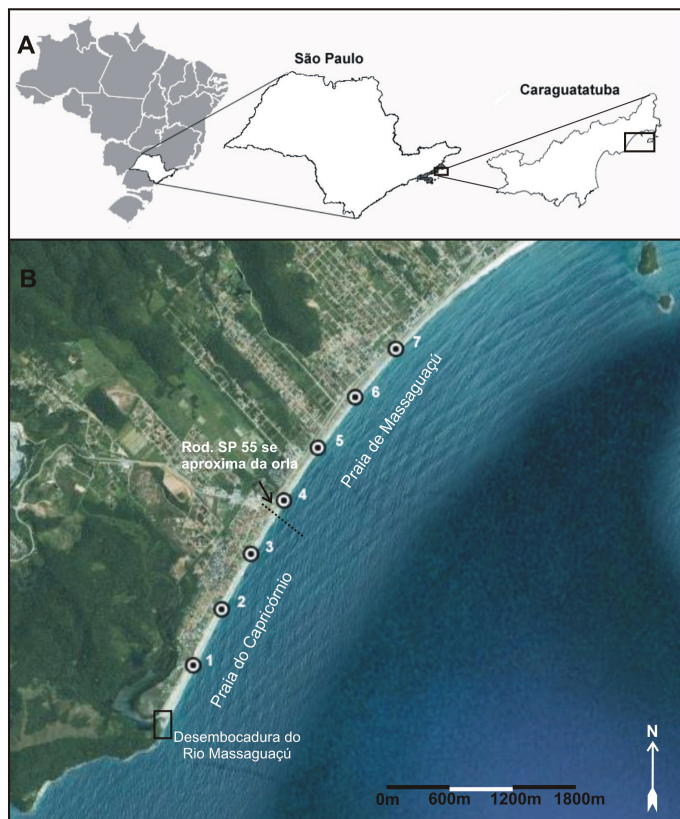 A
São Paulo
Caraguatatuba
B
7
6
Praia de Massaguaçú
5
Rod. SP 55 se
aproxima da orla
4
3
Praia do Capricórnio
2
1
Desembocadura do
Rio Massaguaçú
N
0m 600m 1200m 1800m